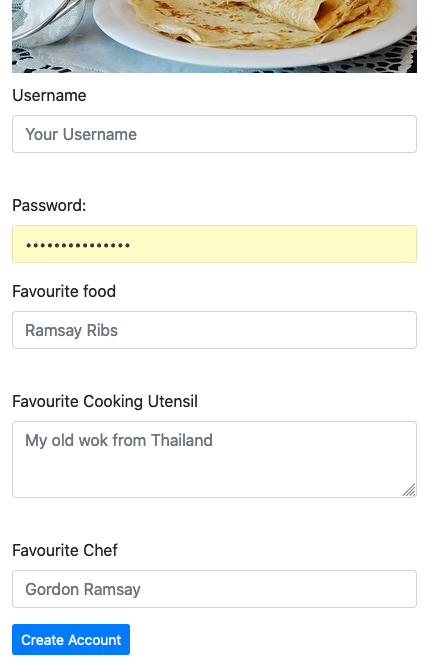 Username
Your Username
Password:
•••••••••••••••
Favourite food
Ramsay Ribs
Favourite Cooking Utensil
My old wok from Thailand
Favourite Chef
Gordon Ramsay
Create Account